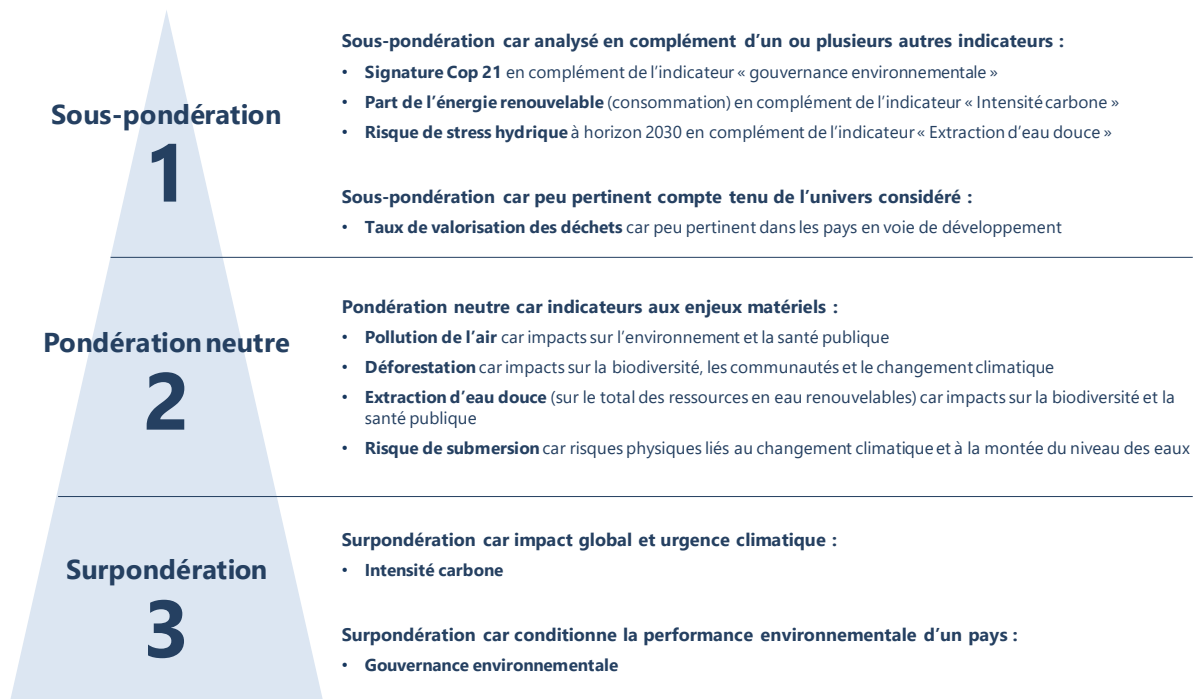 Sous-pondération
1
Sous-pondération car analysé en complément d'un ou plusieurs autres indicateurs :
• Signature Cop 21 en complément de l'indicateur « gouvernance environnementale »
• Part de l'énergie renouvelable (consommation) en complément de l'indicateur « Intensité carbone »
• Risque de stress hydrique à horizon 2030 en complément de l'indicateur « Extraction d'eau douce »
Sous-pondération car peu pertinent compte tenu de l'univers considéré :
• Taux de valorisation des déchets car peu pertinent dans les pays en voie de développement
Pondération neutre
2
Pondération neutre car indicateurs aux enjeux matériels :
• Pollution de l'air car impacts sur l'environnement et la santé publique
• Déforestation car impacts sur la biodiversité, les communautés et le changement climatique
• Extraction d'eau douce (sur le total des ressources en eau renouvelables) car impacts sur la biodiversité et la
santé publique
• Risque de submersion car risques physiques liés au changement climatique et à la montée du niveau des eaux
Surpondération
3
Surpondération car impact global et urgence climatique :
• Intensité carbone
Surpondération car conditionne la performance environnementale d'un pays :
• Gouvernance environnementale